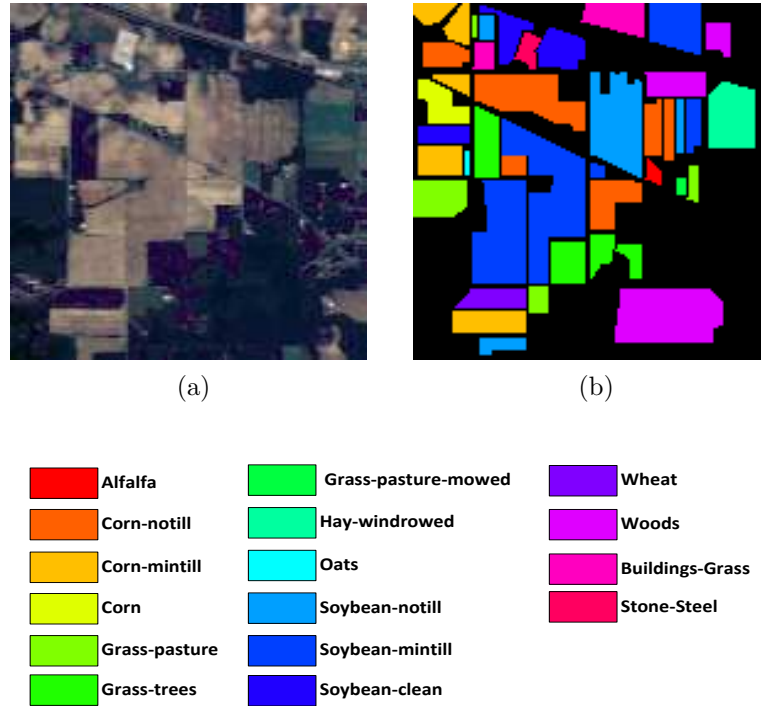 (a)
(b)
Alfalfa
Corn-notill
Corn-mintill
Corn
Grass-pasture
Grass-trees
Grass-pasture-mowed
Hay-windrowed
Oats
Soybean-notill
Soybean-mintill
Soybean-clean
Wheat
Woods
Buildings-Grass
Stone-Steel